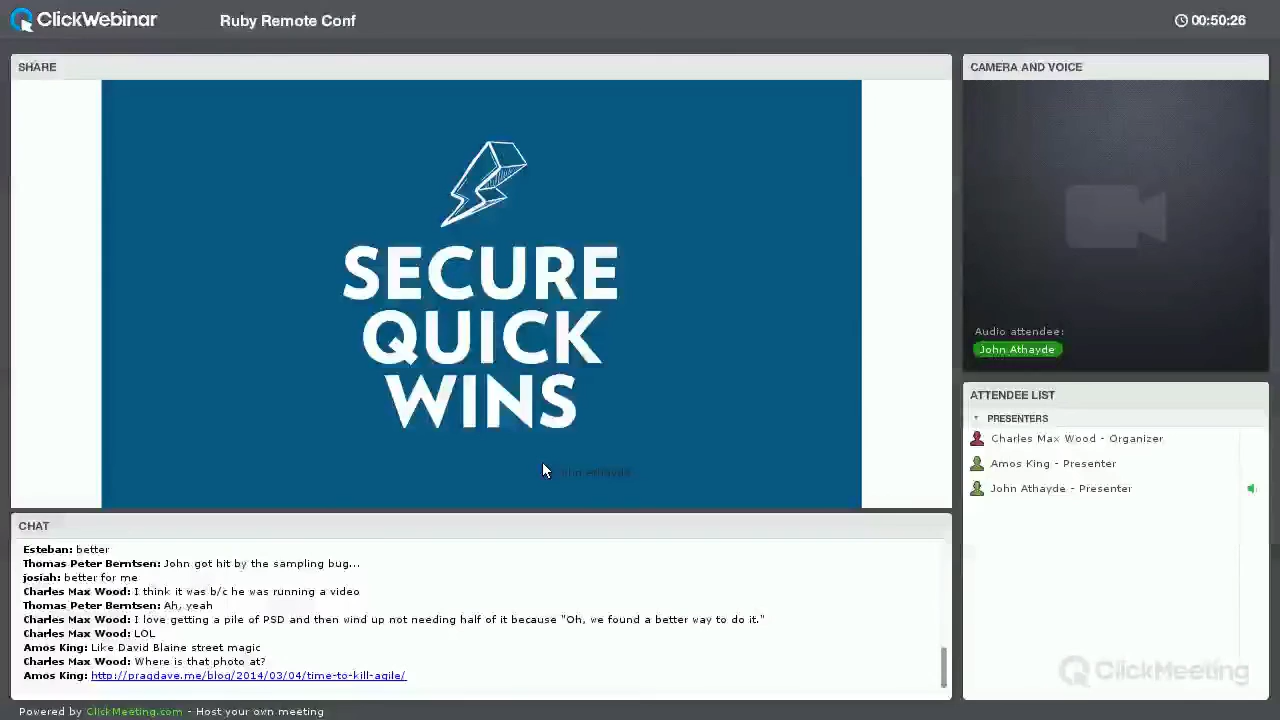 ClickWebinar
Ruby Remote Conf
00:50:26
SHARE
SECURE
QUICK
WINS
John Athayde
CAMERA AND VOICE
Audio attendee:
John Athayde
ATTENDEE LIST
PRESENTERS
Charles Max Wood - Organizer
Amos King - Presenter
John Athayde - Presenter
CHAT
Esteban: better
Thomas Peter Berntsen: John got hit by the sampling bug...
josiah: better for me
Charles Max Wood: I think it was b/c he was running a video
Thomas Peter Berntsen: Ah, yeah
Charles Max Wood: I love getting a pile of PSD and then wind up not needing half of it because "Oh, we found a better way to do it."
Charles Max Wood: LOL
Amos King: Like David Blaine street magic
Charles Max Wood: Where is that photo at?
Amos King: http://pragdave.me/blog/2014/03/04/time-to-kill-agile/
ClickMeeting
Powered by ClickMeeting.com - Host your own meeting